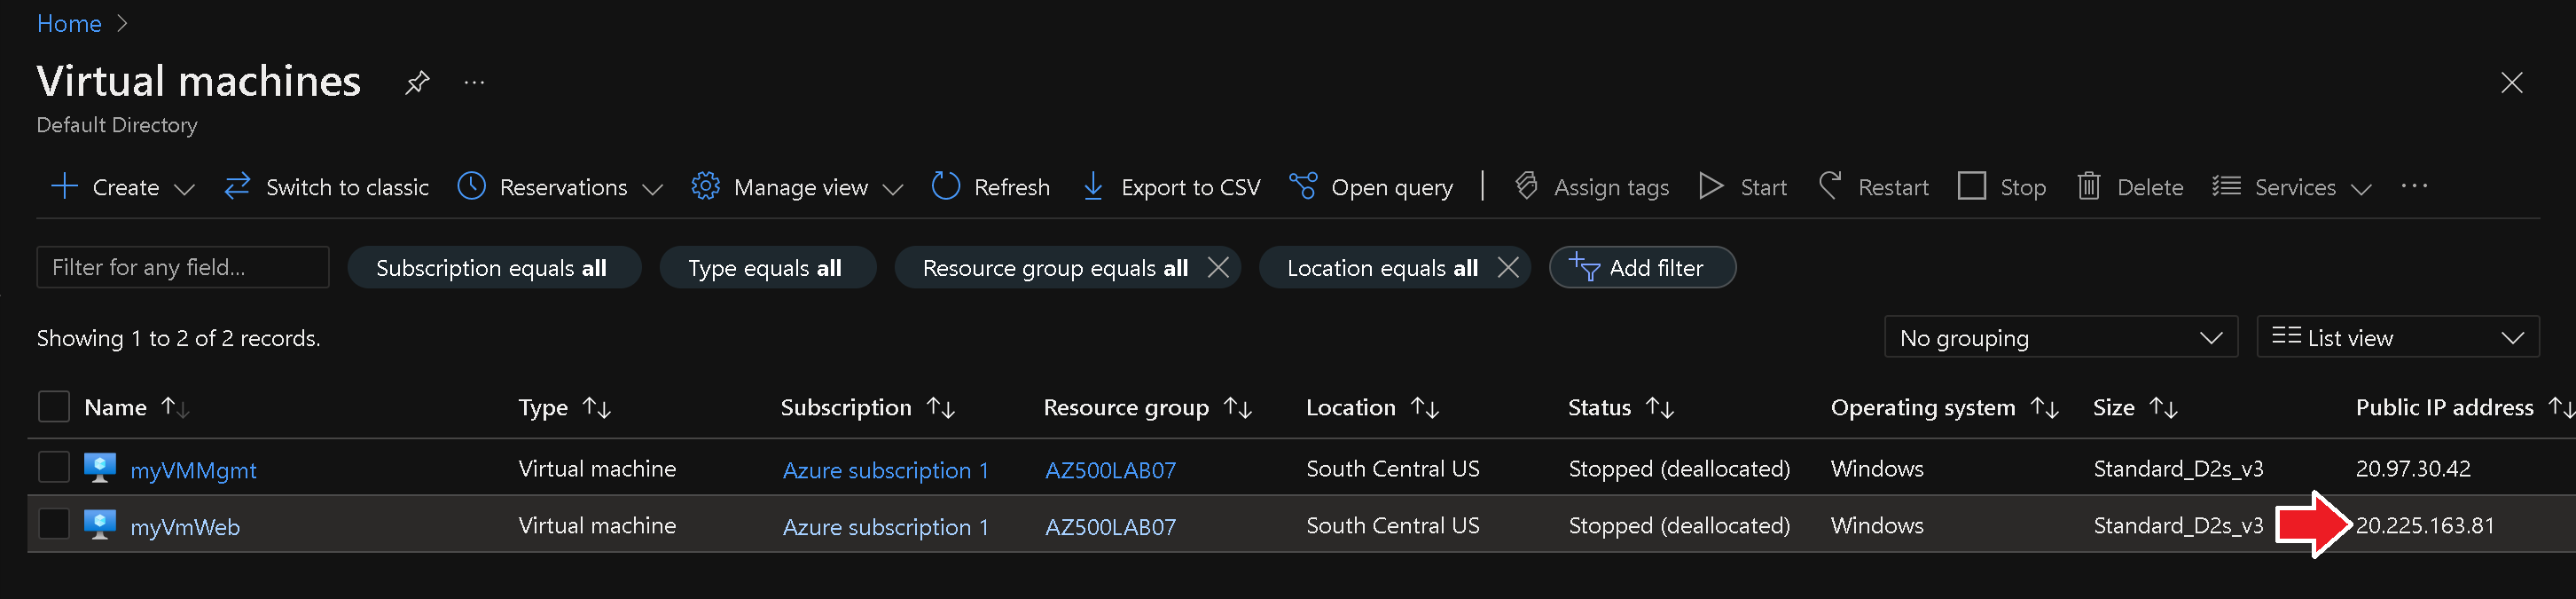 Home
Virtual machines
Default Directory
Create Switch to classic Reservations Manage view Refresh Export to CSV Open query Assign tags Start Restart Stop Delete Services
Filter for any field... Subscription equals all Type equals all Resource group equals all Location equals all Add filter
Showing 1 to 2 of 2 records. No grouping List view
Name Type Subscription Resource group Location Status Operating system Size Public IP address
myVMMgmt Virtual machine Azure subscription 1 AZ500LAB07 South Central US Stopped (deallocated) Windows Standard_D2s_v3 20.97.30.42
myVmWeb Virtual machine Azure subscription 1 AZ500LAB07 South Central US Stopped (deallocated) Windows Standard_D2s_v3 20.225.163.81